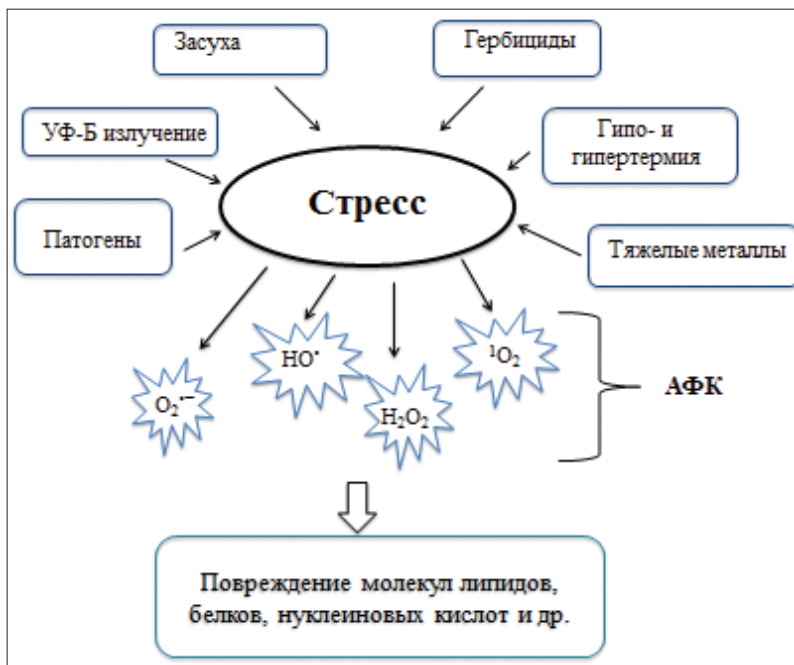 Засуха
Гербициды
УФ-Б излучение
Гипо- и
гипертермия
Стресс
Патогены
Тяжелые металлы
HO•
¹O₂
O₂•−
H₂O₂
АФК
Повреждение молекул липидов,
белков, нуклеиновых кислот и др.